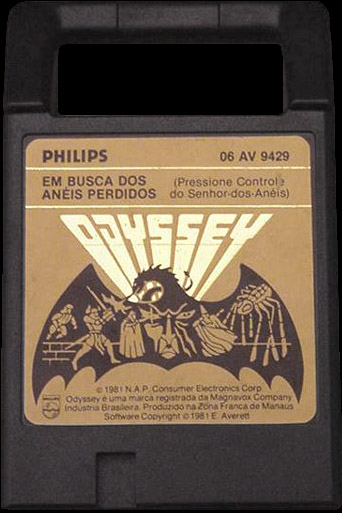 PHILIPS 06 AV 9429
EM BUSCA DOS (Pressione Controle
ANÉIS PERDIDOS do Senhor-dos-Anéis)
ODYSSEY
© 1981 N.A.P. Consumer Electronics Corp.
Odyssey é uma marca registrada da Magnavox Company
Indústria Brasileira. Produzido na Zona Franca de Manaus
Software Copyright © 1981 E. Averett